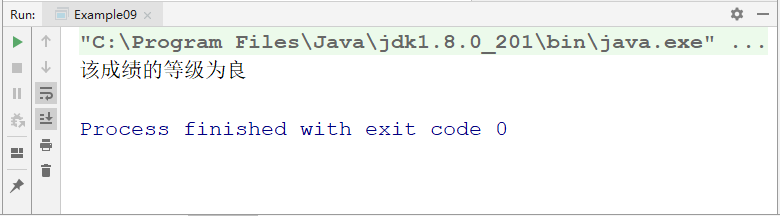 Run: Example09
"C:\Program Files\Java\jdk1.8.0_201\bin\java.exe" ...
该成绩的等级为良
Process finished with exit code 0